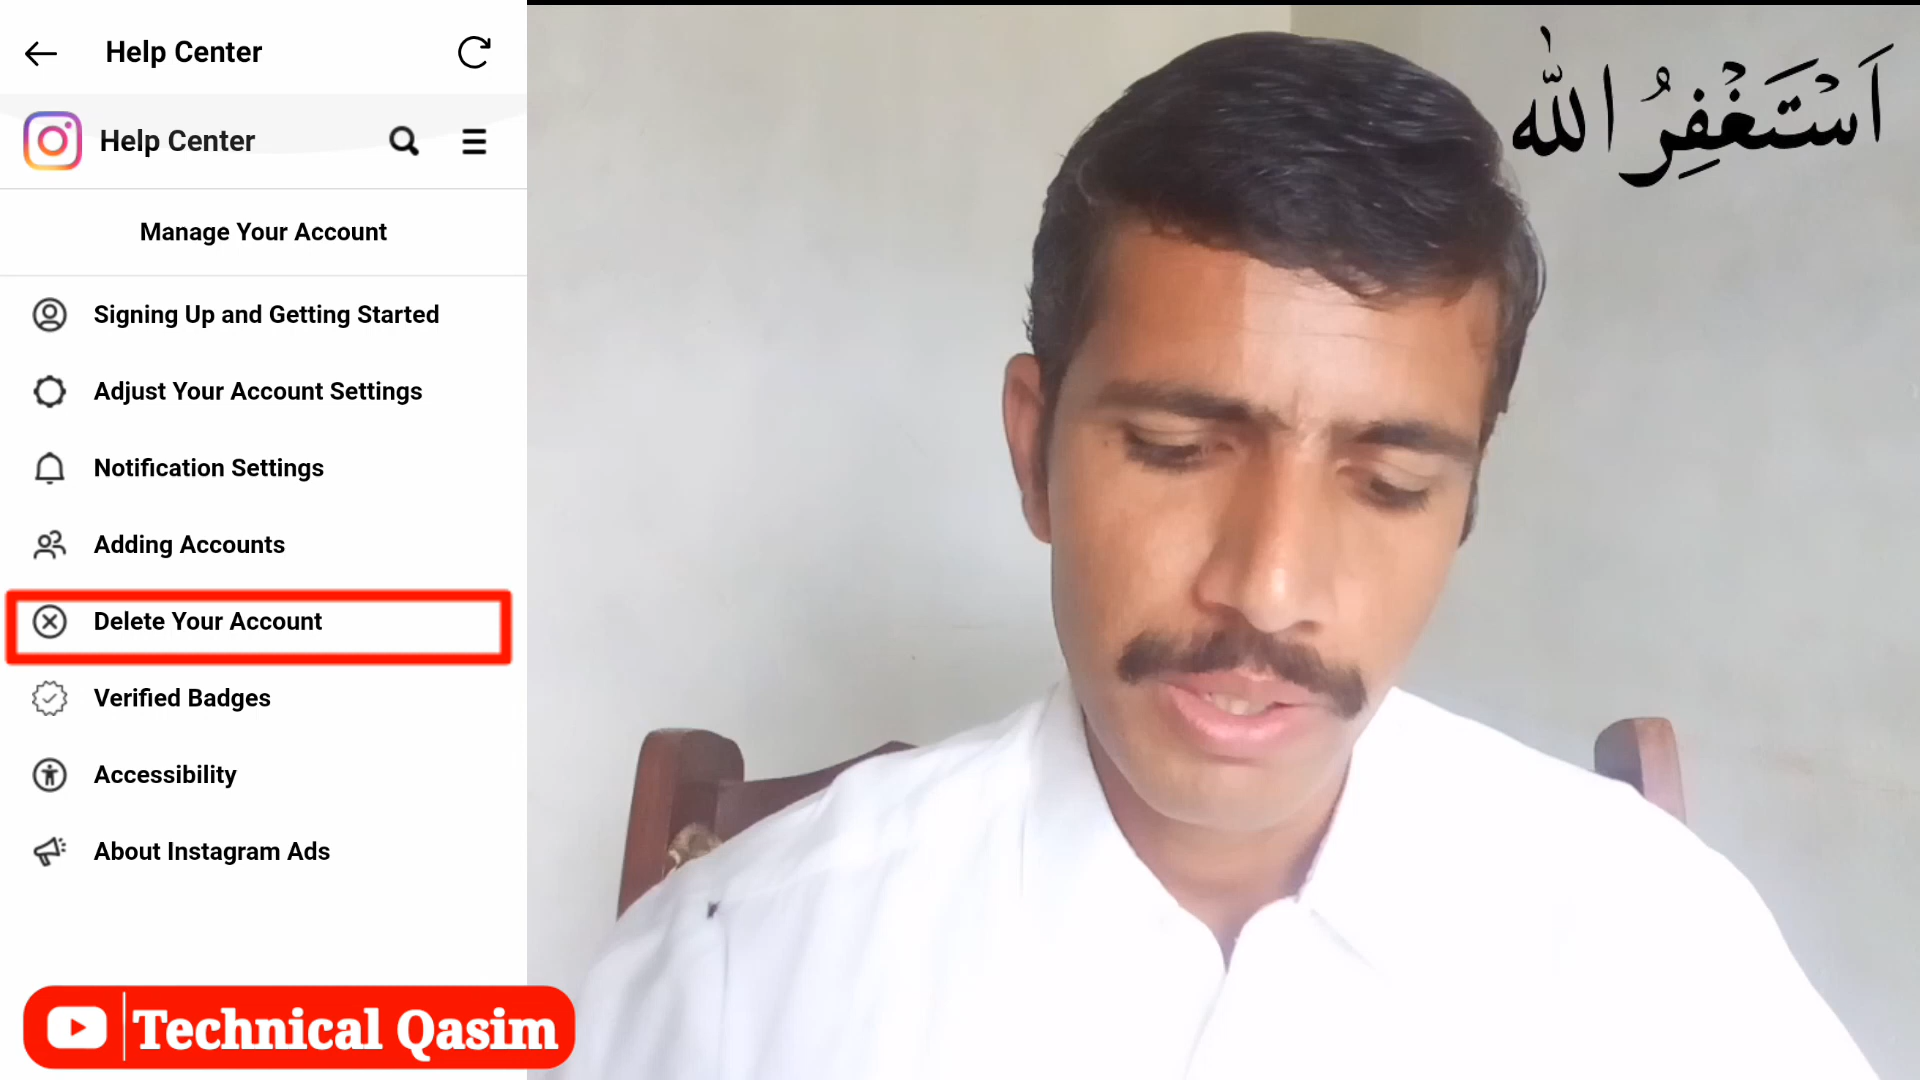 Help Center
Help Center
Manage Your Account
Signing Up and Getting Started
Adjust Your Account Settings
Notification Settings
Adding Accounts
Delete Your Account
Verified Badges
Accessibility
About Instagram Ads
Technical Qasim
اَسْتَغْفِرُ اللّٰه